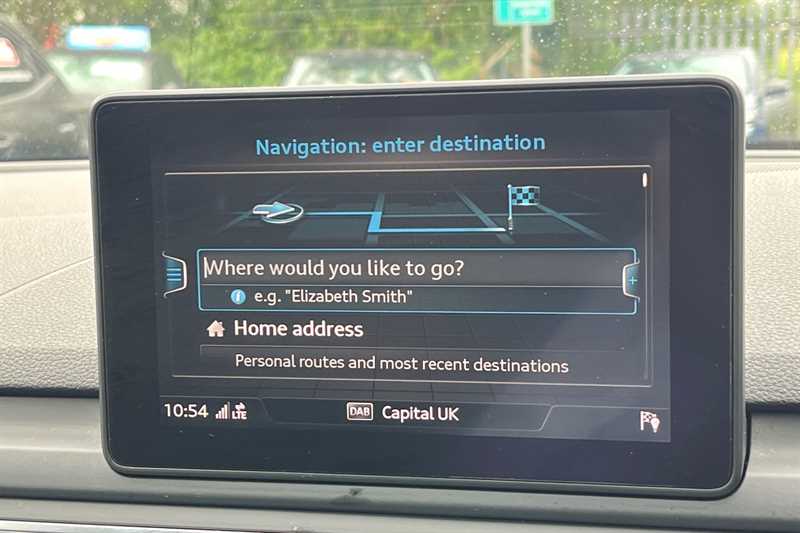 Navigation: enter destination
Where would you like to go?
i e.g. "Elizabeth Smith"
Home address
Personal routes and most recent destinations
10:54 LTE DAB Capital UK